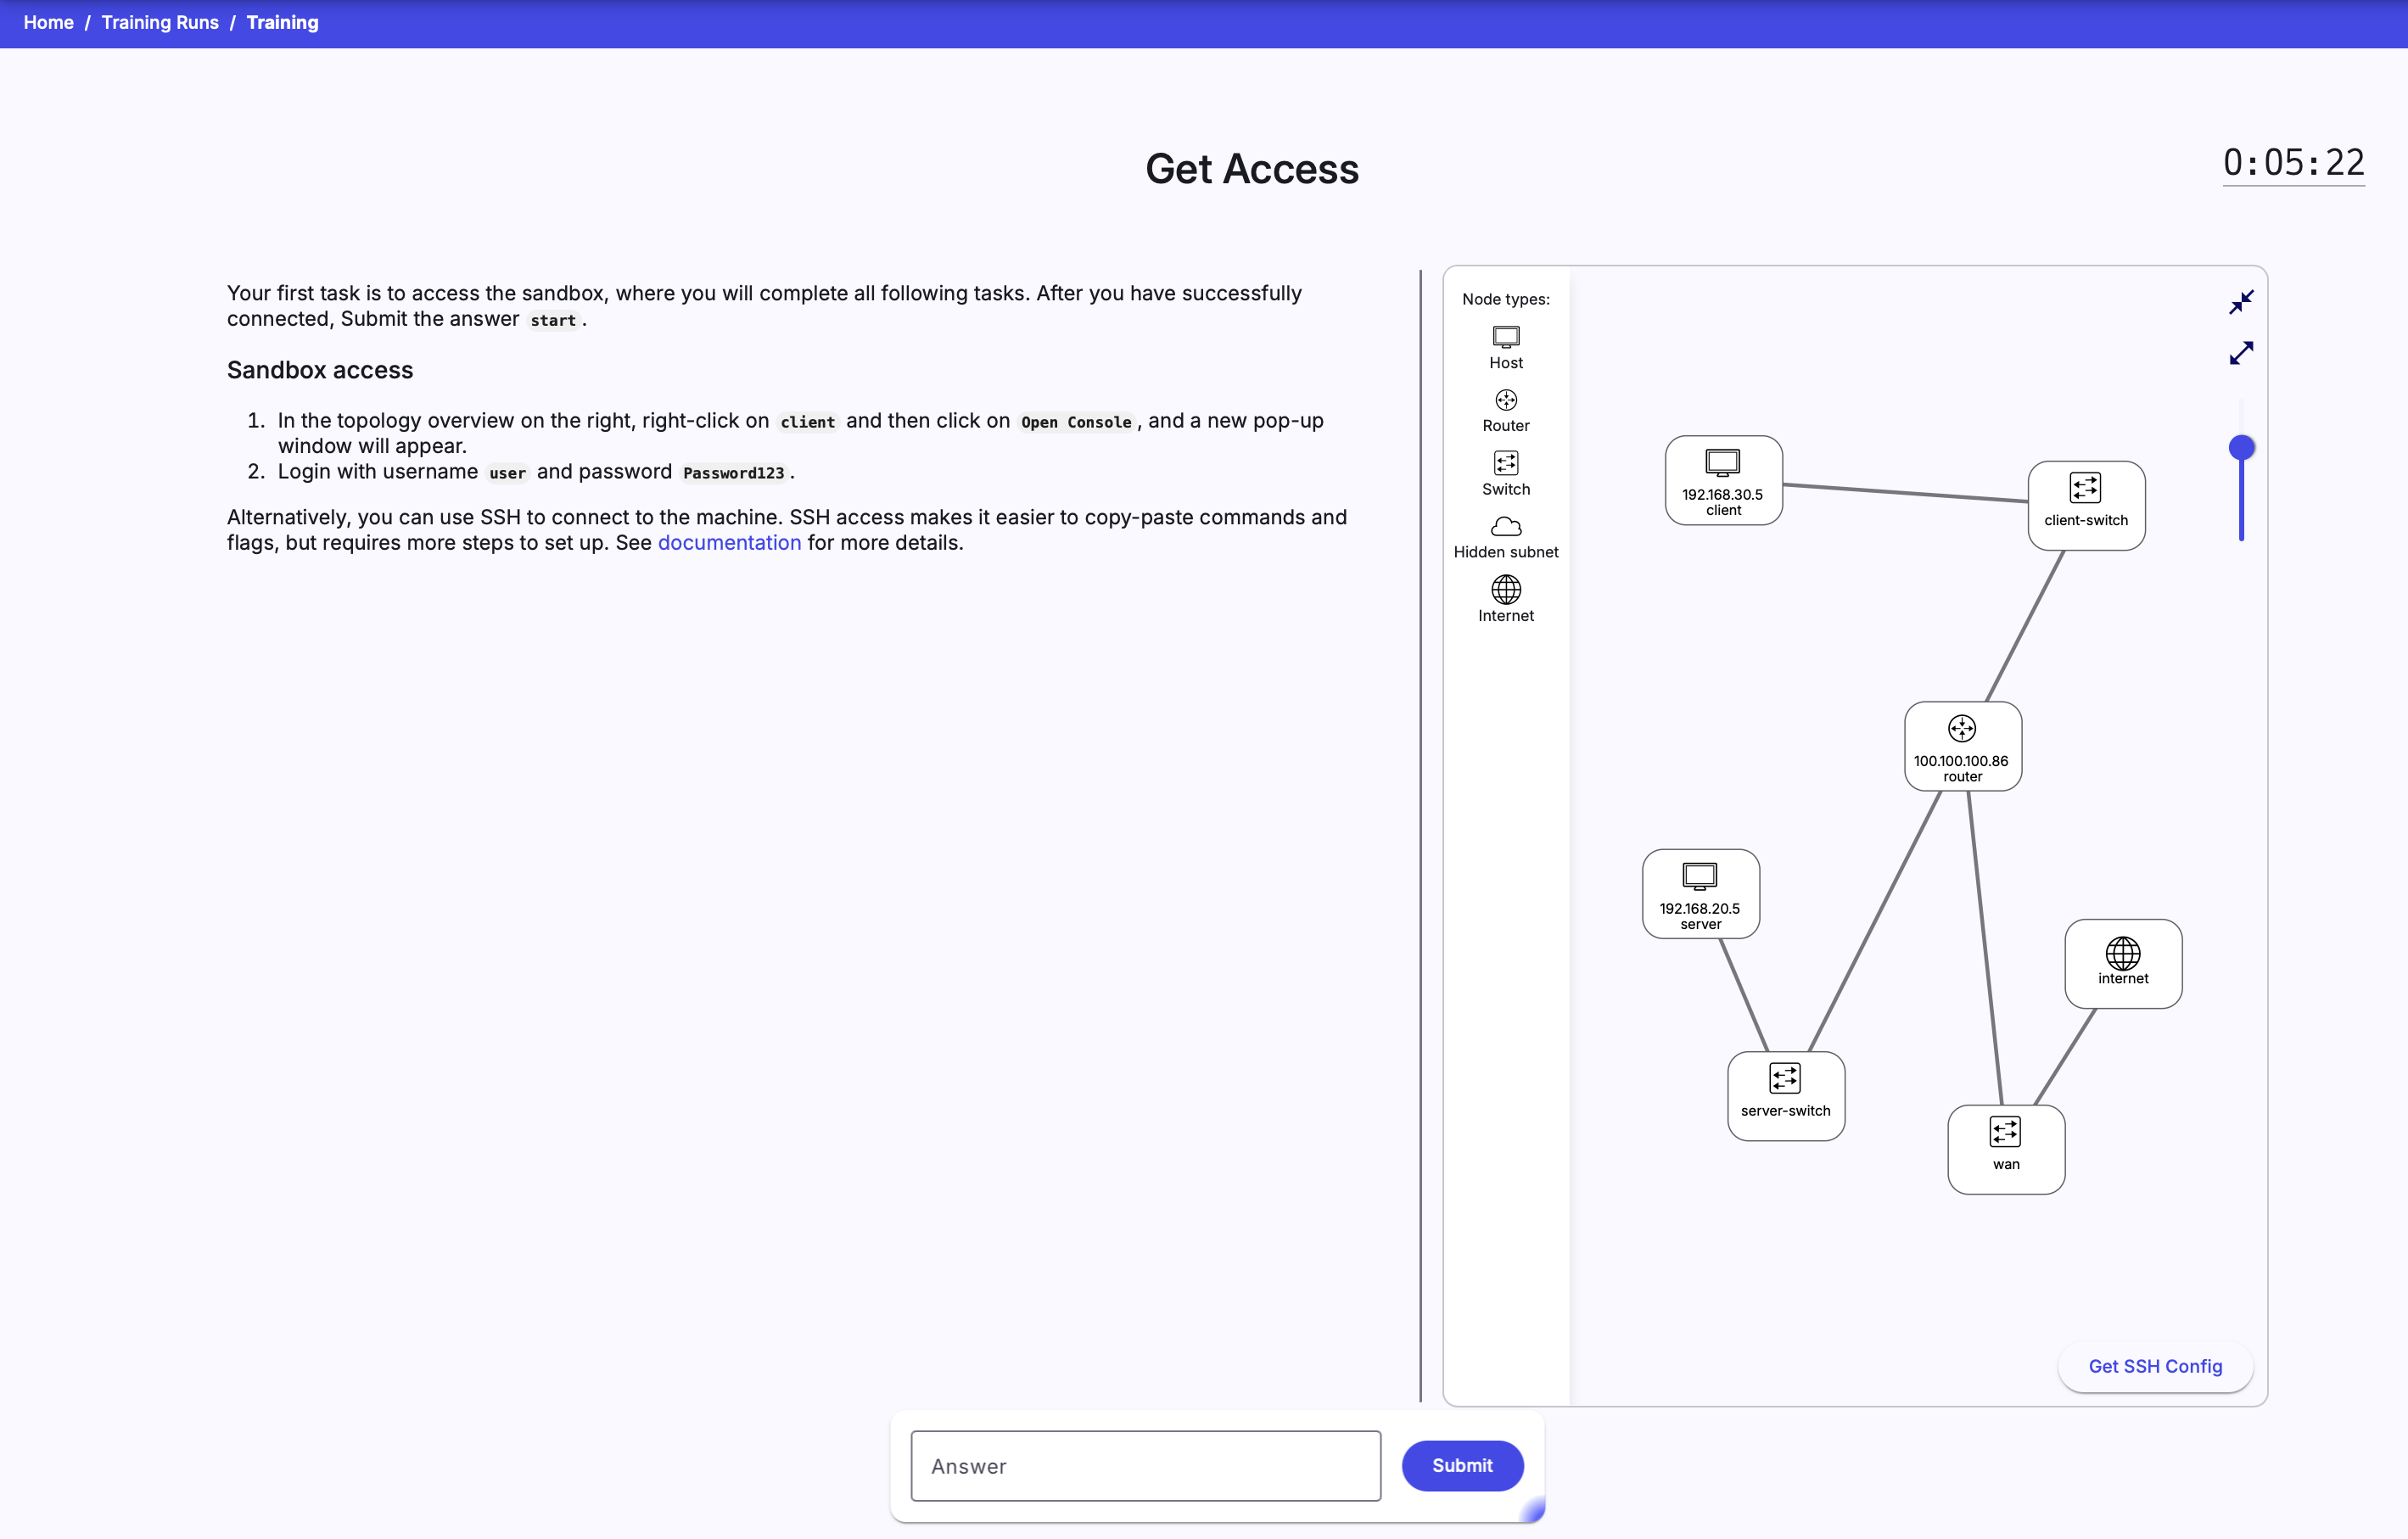 Home / Training Runs / Training
Get Access
0:05:22
Your first task is to access the sandbox, where you will complete all following tasks. After you have successfully
connected, Submit the answer start.
Sandbox access
1. In the topology overview on the right, right-click on client and then click on Open Console, and a new pop-up
window will appear.
2. Login with username user and password Password123.
Alternatively, you can use SSH to connect to the machine. SSH access makes it easier to copy-paste commands and
flags, but requires more steps to set up. See documentation for more details.
Node types:
Host
Router
Switch
Hidden subnet
Internet
192.168.30.5
client
client-switch
100.100.100.86
router
192.168.20.5
server
internet
server-switch
wan
Get SSH Config
Answer
Submit